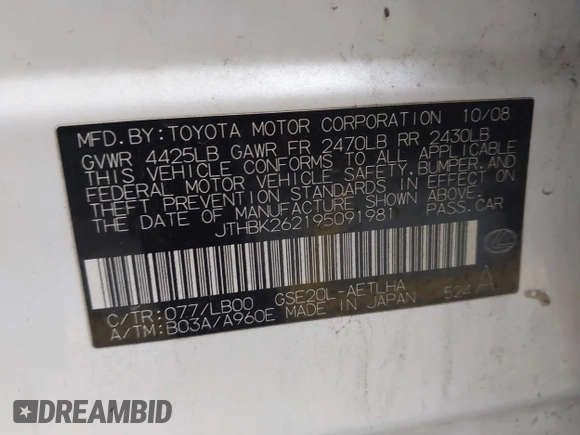 MFD. BY: TOYOTA MOTOR CORPORATION 10/08
GVWR 4425LB GAWR FR 2470LB RR 2430LB
THIS VEHICLE CONFORMS TO ALL APPLICABLE
FEDERAL MOTOR VEHICLE SAFETY, BUMPER, AND
THEFT PREVENTION STANDARDS IN EFFECT ON
THE DATE OF MANUFACTURE SHOWN ABOVE.
JTHBK262195091981 PASS. CAR
C/TR: 077/LB00 GSE20L-AETLHA
A/TM: B03A/A960E MADE IN JAPAN 524 A
DREAMBID